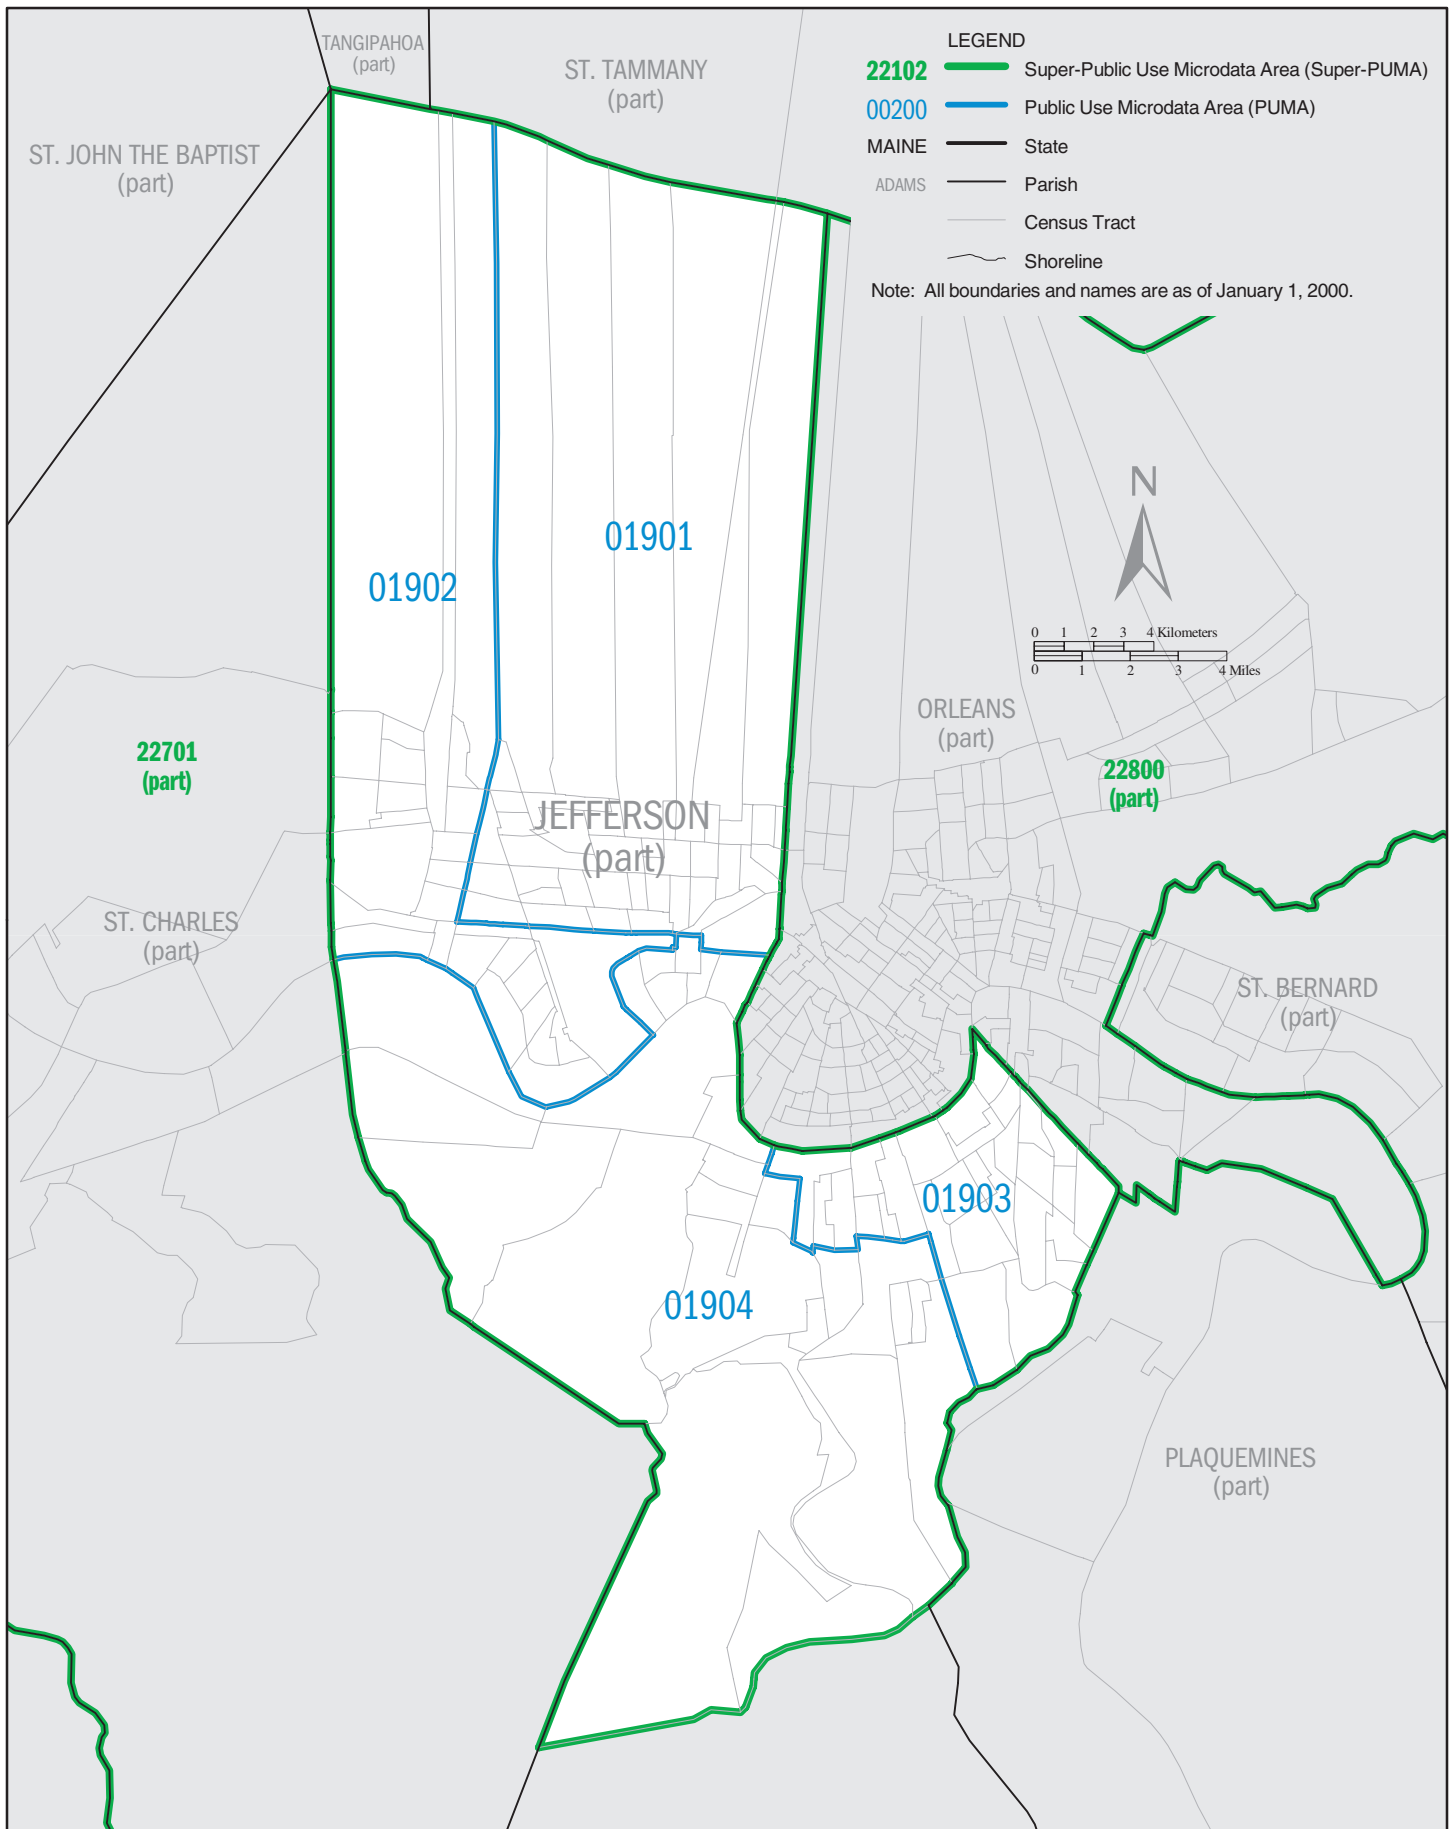 TANGIPAHOA
(part)
ST. TAMMANY
(part)
ST. JOHN THE BAPTIST
(part)
LEGEND
22102 Super-Public Use Microdata Area (Super-PUMA)
00200 Public Use Microdata Area (PUMA)
MAINE State
ADAMS Parish
Census Tract
Shoreline
Note: All boundaries and names are as of January 1, 2000.
N
01901
01902
0 1 2 3 4 Kilometers
0 1 2 3 4 Miles
ORLEANS
(part)
22701
(part)
22800
(part)
JEFFERSON
(part)
ST. CHARLES
(part)
ST. BERNARD
(part)
01903
01904
PLAQUEMINES
(part)